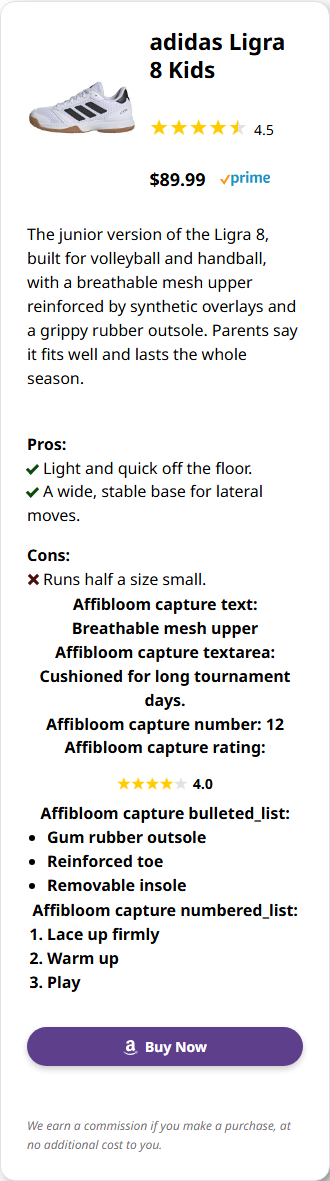 adidas Ligra
8 Kids
4.5
$89.99 prime
The junior version of the Ligra 8,
built for volleyball and handball,
with a breathable mesh upper
reinforced by synthetic overlays and
a grippy rubber outsole. Parents say
it fits well and lasts the whole
season.
Pros:
Light and quick off the floor.
A wide, stable base for lateral
moves.
Cons:
Runs half a size small.
Affibloom capture text:
Breathable mesh upper
Affibloom capture textarea:
Cushioned for long tournament
days.
Affibloom capture number: 12
Affibloom capture rating:
4.0
Affibloom capture bulleted_list:
• Gum rubber outsole
• Reinforced toe
• Removable insole
Affibloom capture numbered_list:
1. Lace up firmly
2. Warm up
3. Play
Buy Now
We earn a commission if you make a purchase, at
no additional cost to you.